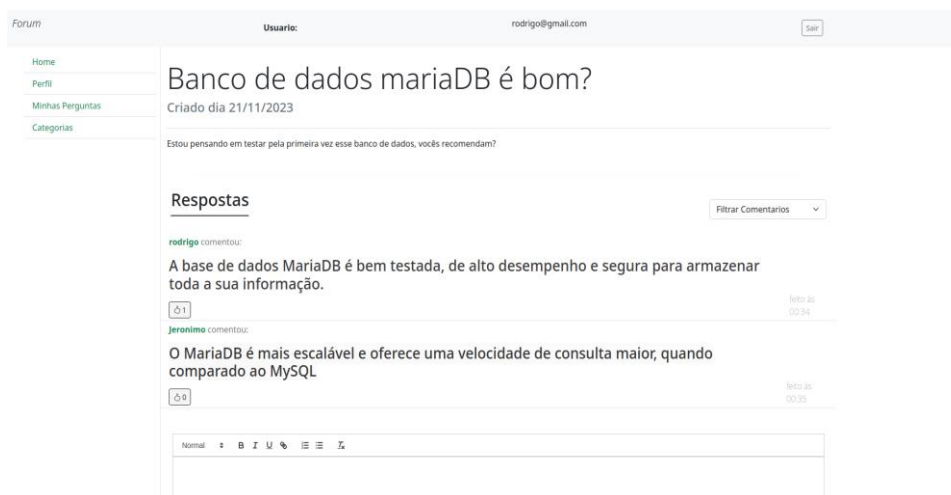 Forum
Usuario:
rodrigo@gmail.com
Sair
Home
Perfil
Minhas Perguntas
Categorias
Banco de dados mariaDB é bom?
Criado dia 21/11/2023
Estou pensando em testar pela primeira vez esse banco de dados, vocês recomendam?
Respostas
Filtrar Comentarios
rodrigo comentou:
A base de dados MariaDB é bem testada, de alto desempenho e segura para armazenar
toda a sua informação.
1
feito às
00:34
Jeronimo comentou:
O MariaDB é mais escalável e oferece uma velocidade de consulta maior, quando
comparado ao MySQL
0
feito às
00:35
Normal B I U